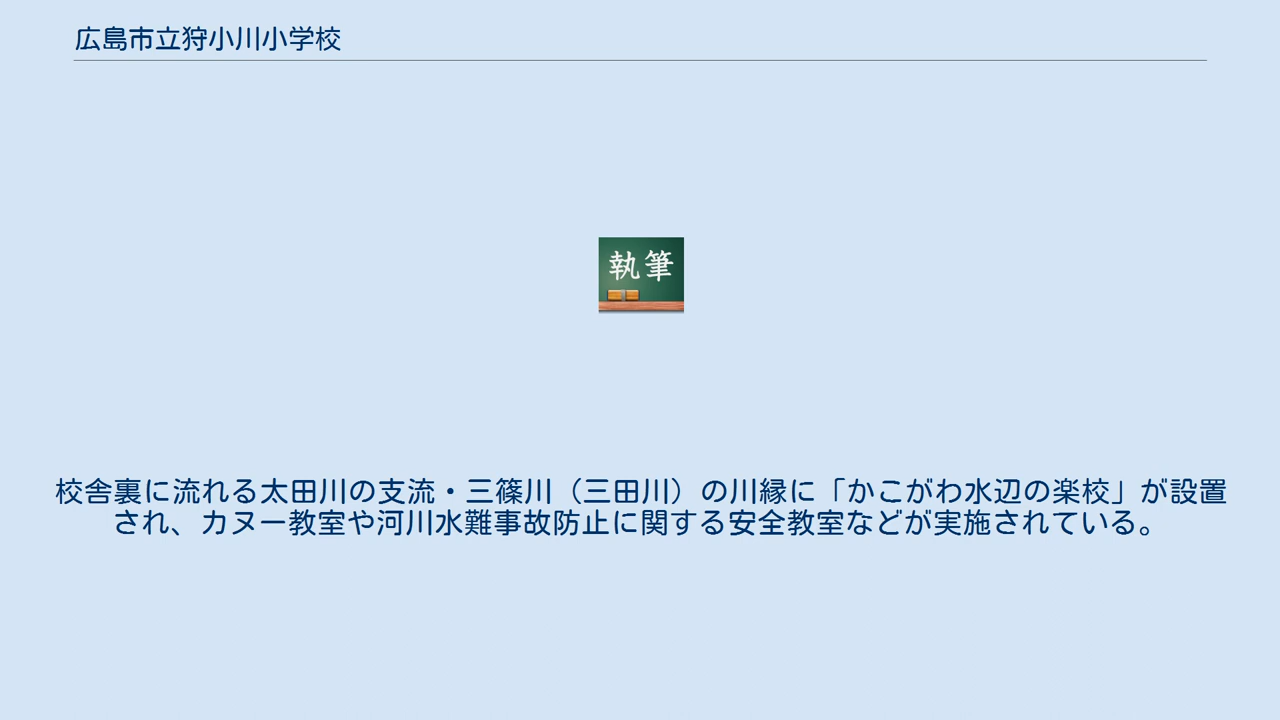 広島市立狩小川小学校
執筆
校舎裏に流れる太田川の支流・三篠川（三田川）の川縁に「かこがわ水辺の楽校」が設置
され、カヌー教室や河川水難事故防止に関する安全教室などが実施されている。